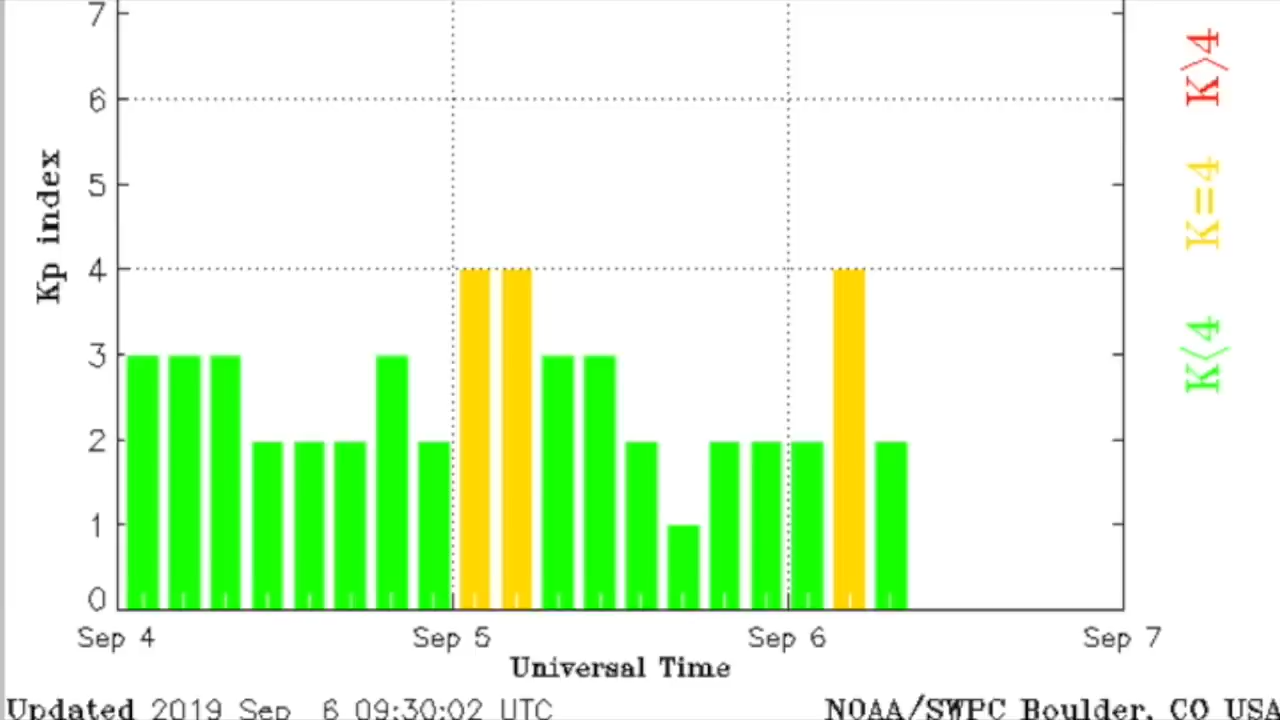 7
6
5
4
3
2
1
0
Kp index
Sep 4 Sep 5 Sep 6 Sep 7
Universal Time
Updated 2019 Sep 6 09:30:02 UTC
NOAA/SWPC Boulder, CO USA
K>4
K=4
K<4